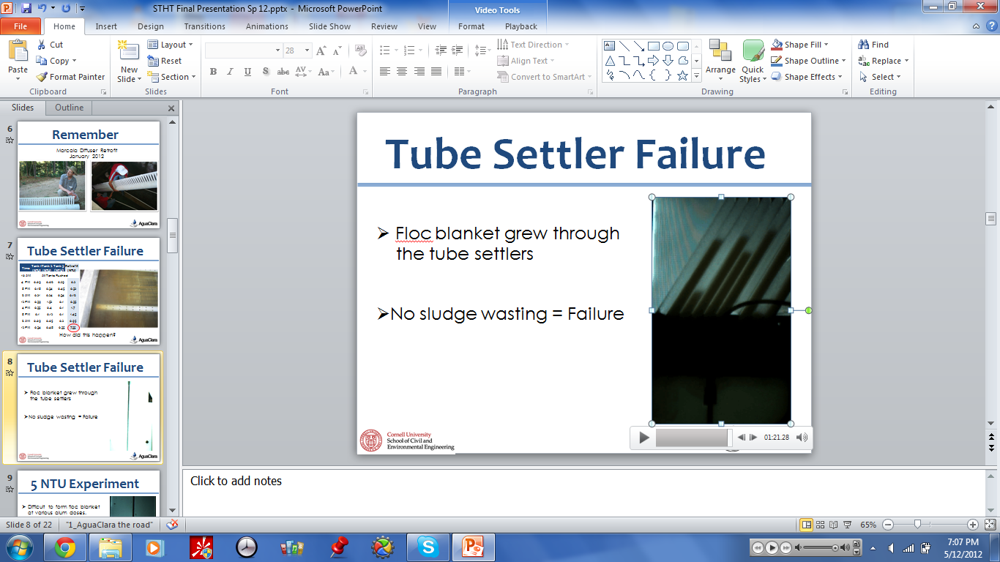 STHT Final Presentation Sp 12.pptx - Microsoft PowerPoint
Video Tools
File Home Insert Design Transitions Animations Slide Show Review View Format Playback
Paste
Cut
Copy
Format Painter
Clipboard
New Slide
Layout
Reset
Section
Slides
28
B I U S abc AV Aa A
Font
Text Direction
Align Text
Convert to SmartArt
Paragraph
Arrange
Quick Styles
Shape Fill
Shape Outline
Shape Effects
Drawing
Find
Replace
Select
Editing
Slides Outline
6
Remember
Marcala Diffuser Retrofit
January 2012
AguaClara
7
Tube Settler Failure
How did this happen?
AguaClara
8
Tube Settler Failure
Floc blanket grew through
the tube settlers
No sludge wasting = Failure
AguaClara
9
5 NTU Experiment
Difficult to form floc blanket
at various alum doses.
Tube Settler Failure
➢ Floc blanket grew through
the tube settlers
➢No sludge wasting = Failure
Cornell University
School of Civil and
Environmental Engineering
01:21.28
Click to add notes
Slide 8 of 22 "1_AguaClara the road" 65%
7:07 PM
5/12/2012